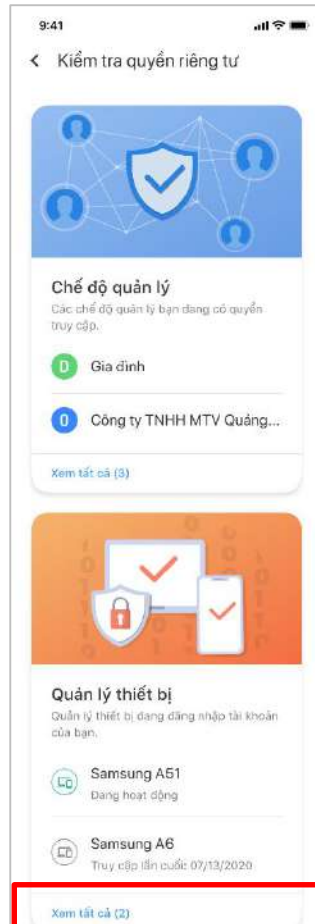 9:41
Kiểm tra quyền riêng tư
Chế độ quản lý
Các chế độ quản lý bạn đang có quyền
truy cập.
D Gia đình
0 Công ty TNHH MTV Quảng...
Xem tất cả (3)
Quản lý thiết bị
Quản lý thiết bị đang đăng nhập tài khoản
của bạn.
Samsung A51
Đang hoạt động
Samsung A6
Truy cập lần cuối: 07/13/2020
Xem tất cả (2)